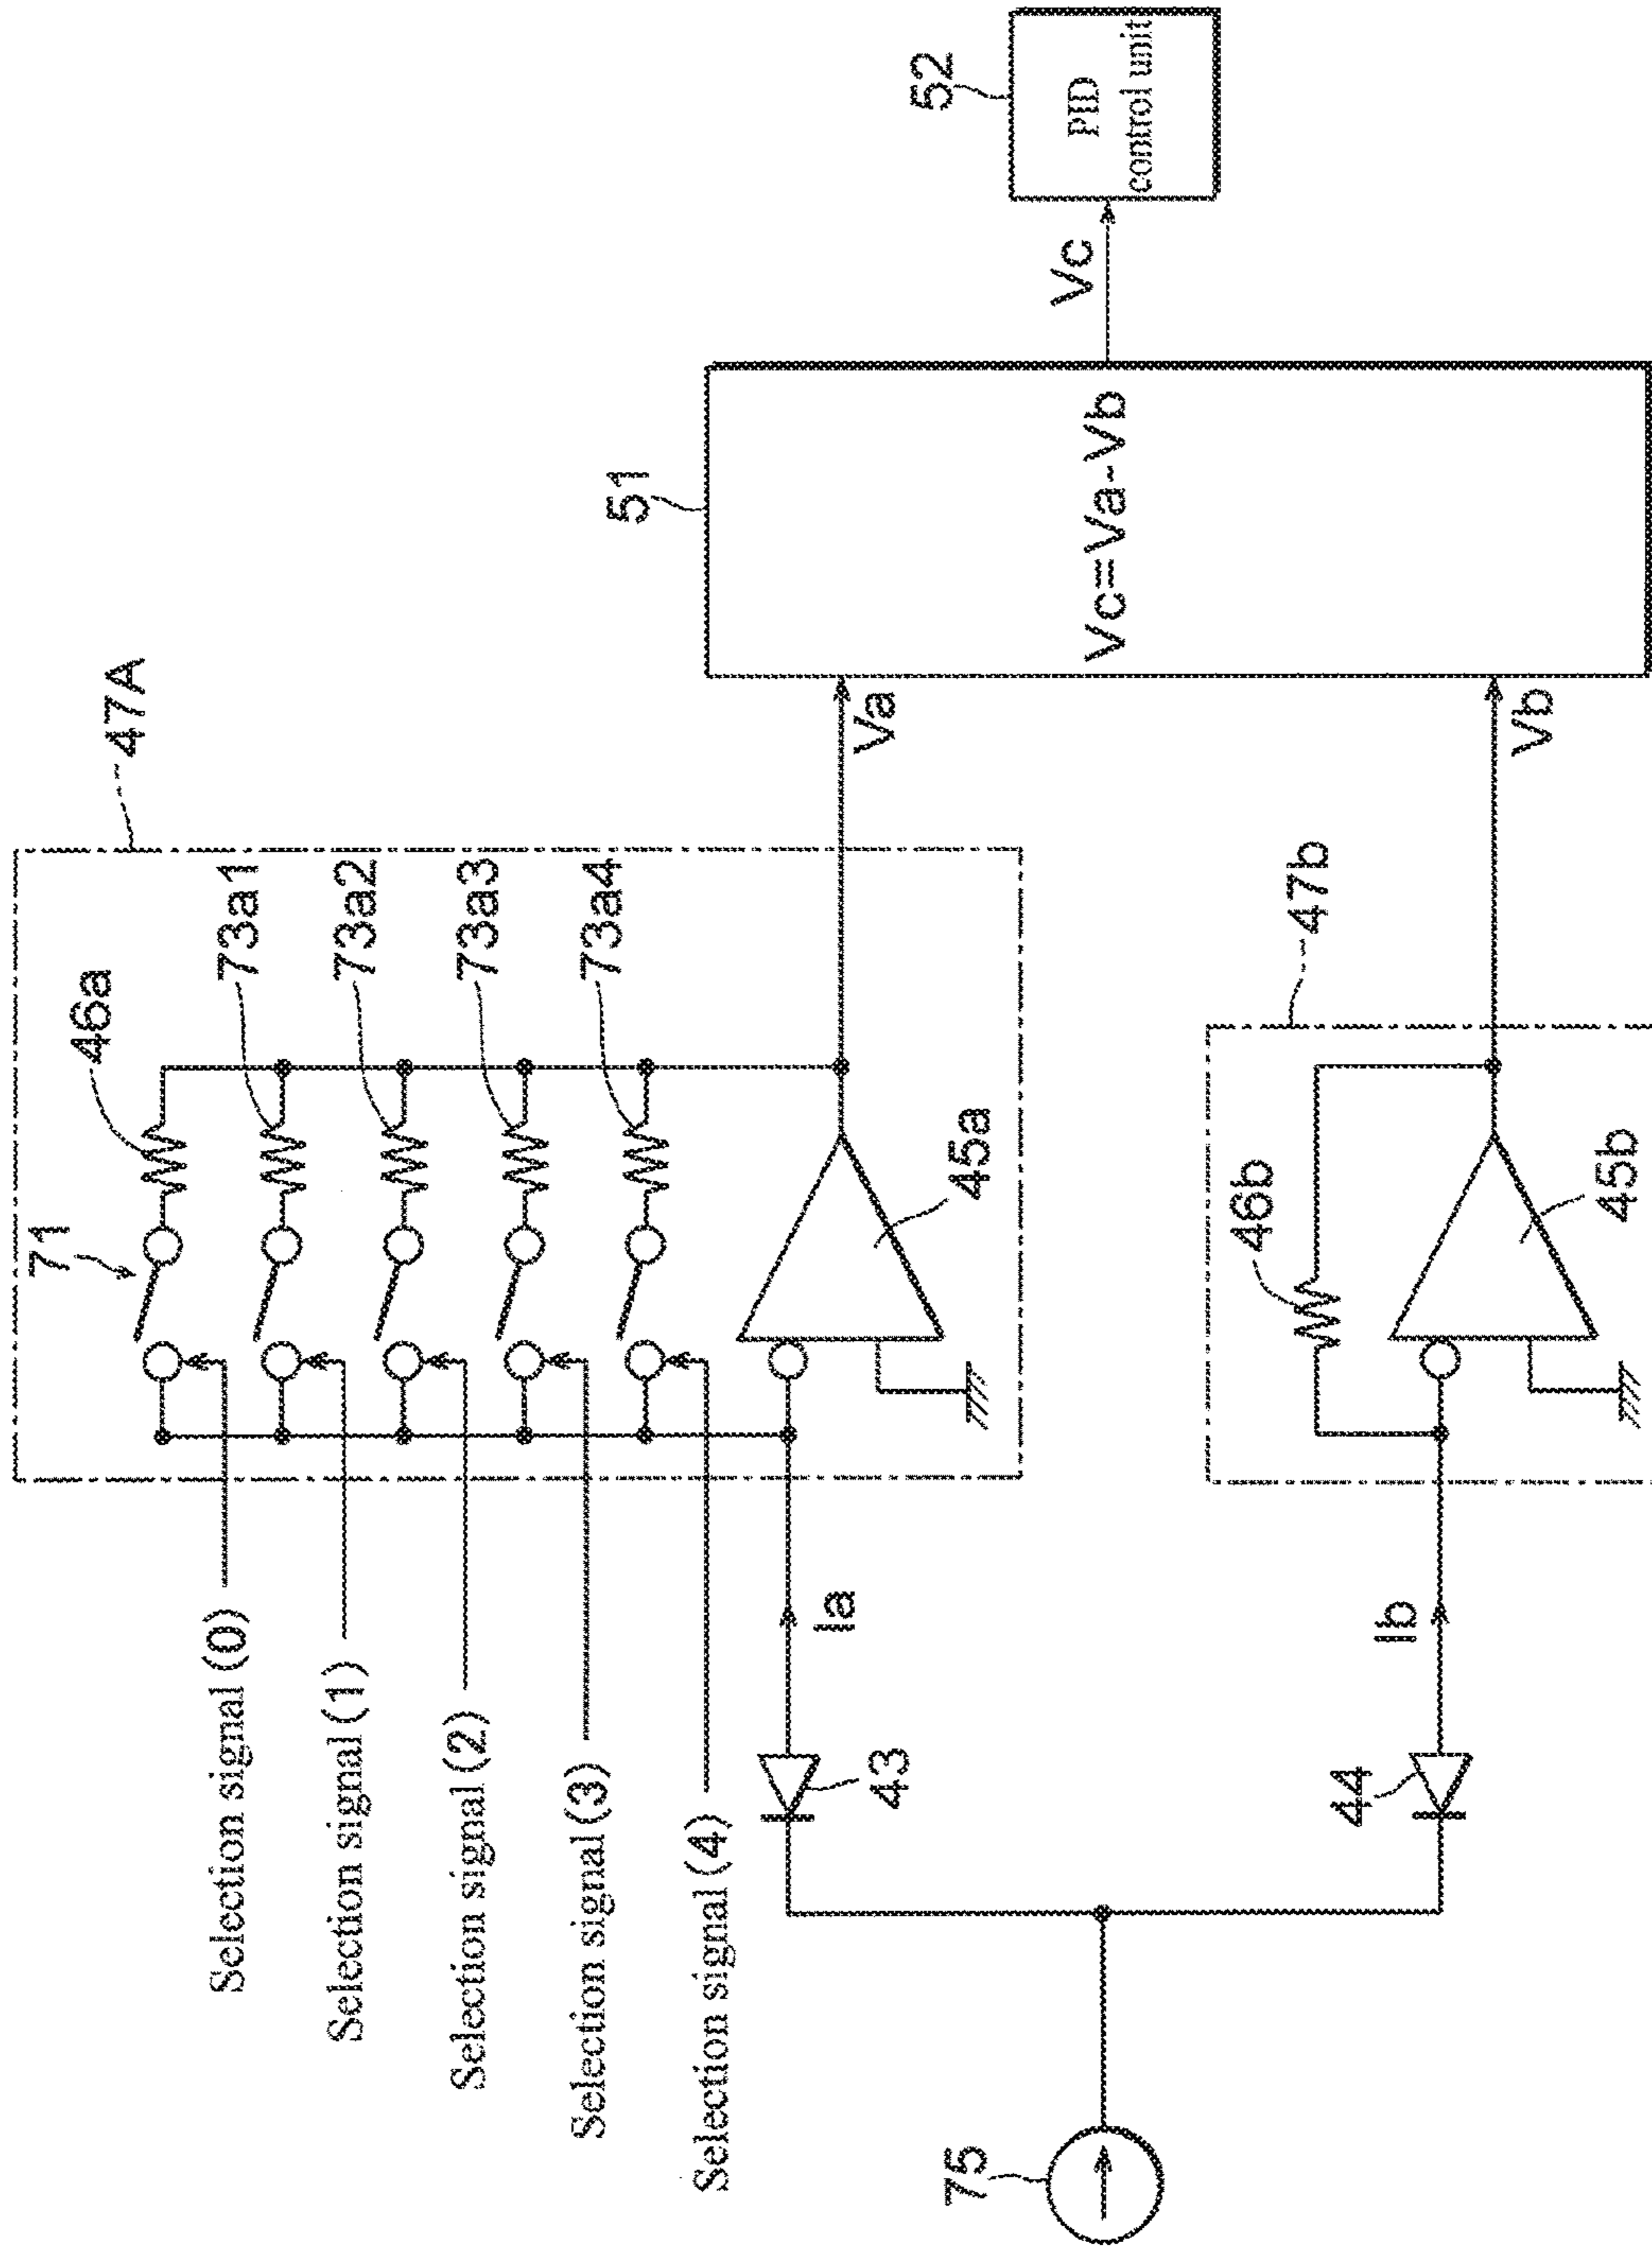 Selection signal (0)
Selection signal (1)
Selection signal (2)
Selection signal (3)
Selection signal (4)
71
46a
73a1
73a2
73a3
73a4
47A
45a
43
Ia
Va
75
44
Ib
46b
45b
47b
Vb
51
Vc=Va-Vb
Vc
52
PID
control unit